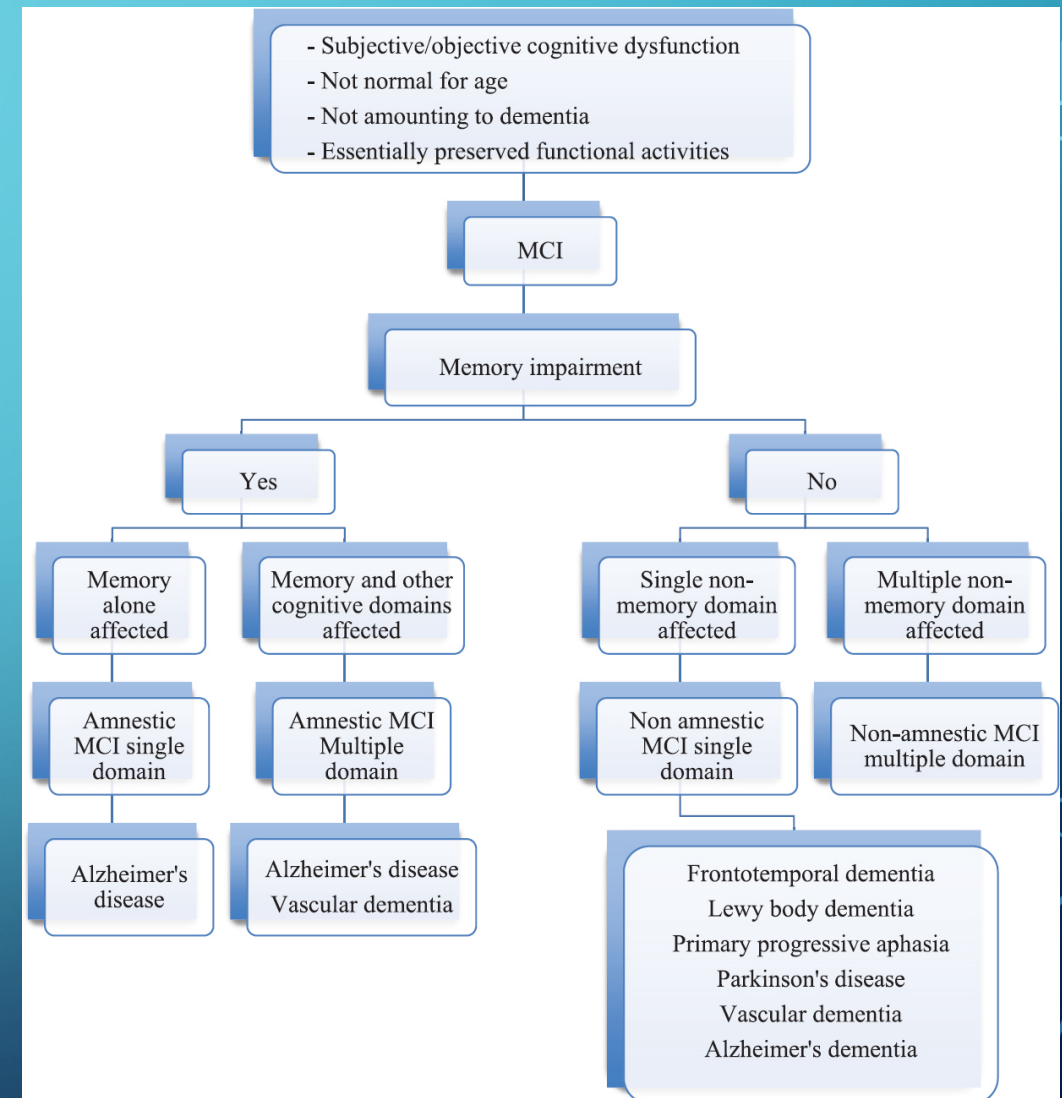 - Subjective/objective cognitive dysfunction
- Not normal for age
- Not amounting to dementia
- Essentially preserved functional activities
MCI
Memory impairment
Yes
No
Memory
alone
affected
Memory and other
cognitive domains
affected
Single non-
memory domain
affected
Multiple non-
memory domain
affected
Amnestic
MCI single
domain
Amnestic MCI
Multiple
domain
Non amnestic
MCI single
domain
Non-amnestic MCI
multiple domain
Alzheimer's
disease
Alzheimer's disease
Vascular dementia
Frontotemporal dementia
Lewy body dementia
Primary progressive aphasia
Parkinson's disease
Vascular dementia
Alzheimer's dementia